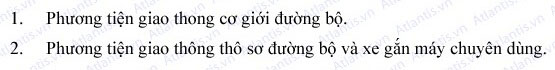 1. Phương tiện giao thong cơ giới đường bộ.
2. Phương tiện giao thông thô sơ đường bộ và xe gắn máy chuyên dùng.